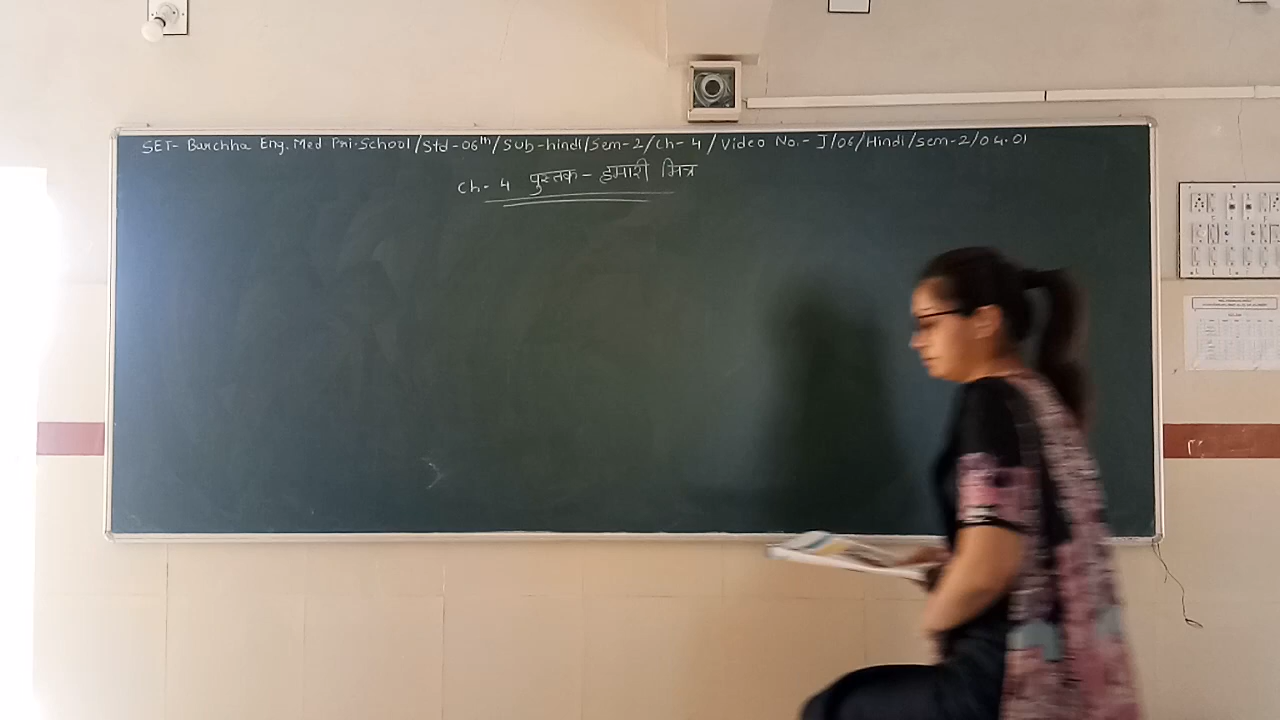 SET- Barchha Eng. Med Pri. School/Std-06th/Sub-hindi/Sem-2/Ch-4/Video No.- J/06/Hindi/Sem-2/04.01
Ch- 4 पुस्तक - हमारी मित्र